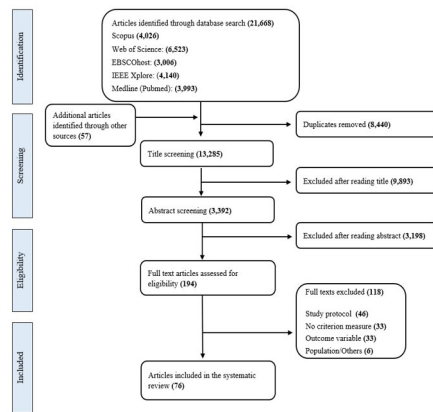 Identification
Articles identified through database search (21,668)
Scopus (4,026)
Web of Science: (6,523)
EBSCOhost: (3,006)
IEEE Xplore: (4,140)
Medline (Pubmed): (3,993)
Additional articles
identified through other
sources (57)
Duplicates removed (8,440)
Screening
Title screening (13,285)
Excluded after reading title (9,893)
Abstract screening (3,392)
Excluded after reading abstract (3,198)
Eligibility
Full text articles assessed for
eligibility (194)
Full texts excluded (118)
Study protocol (46)
No criterion measure (33)
Outcome variable (33)
Population/Others (6)
Included
Articles included in the systematic
review (76)